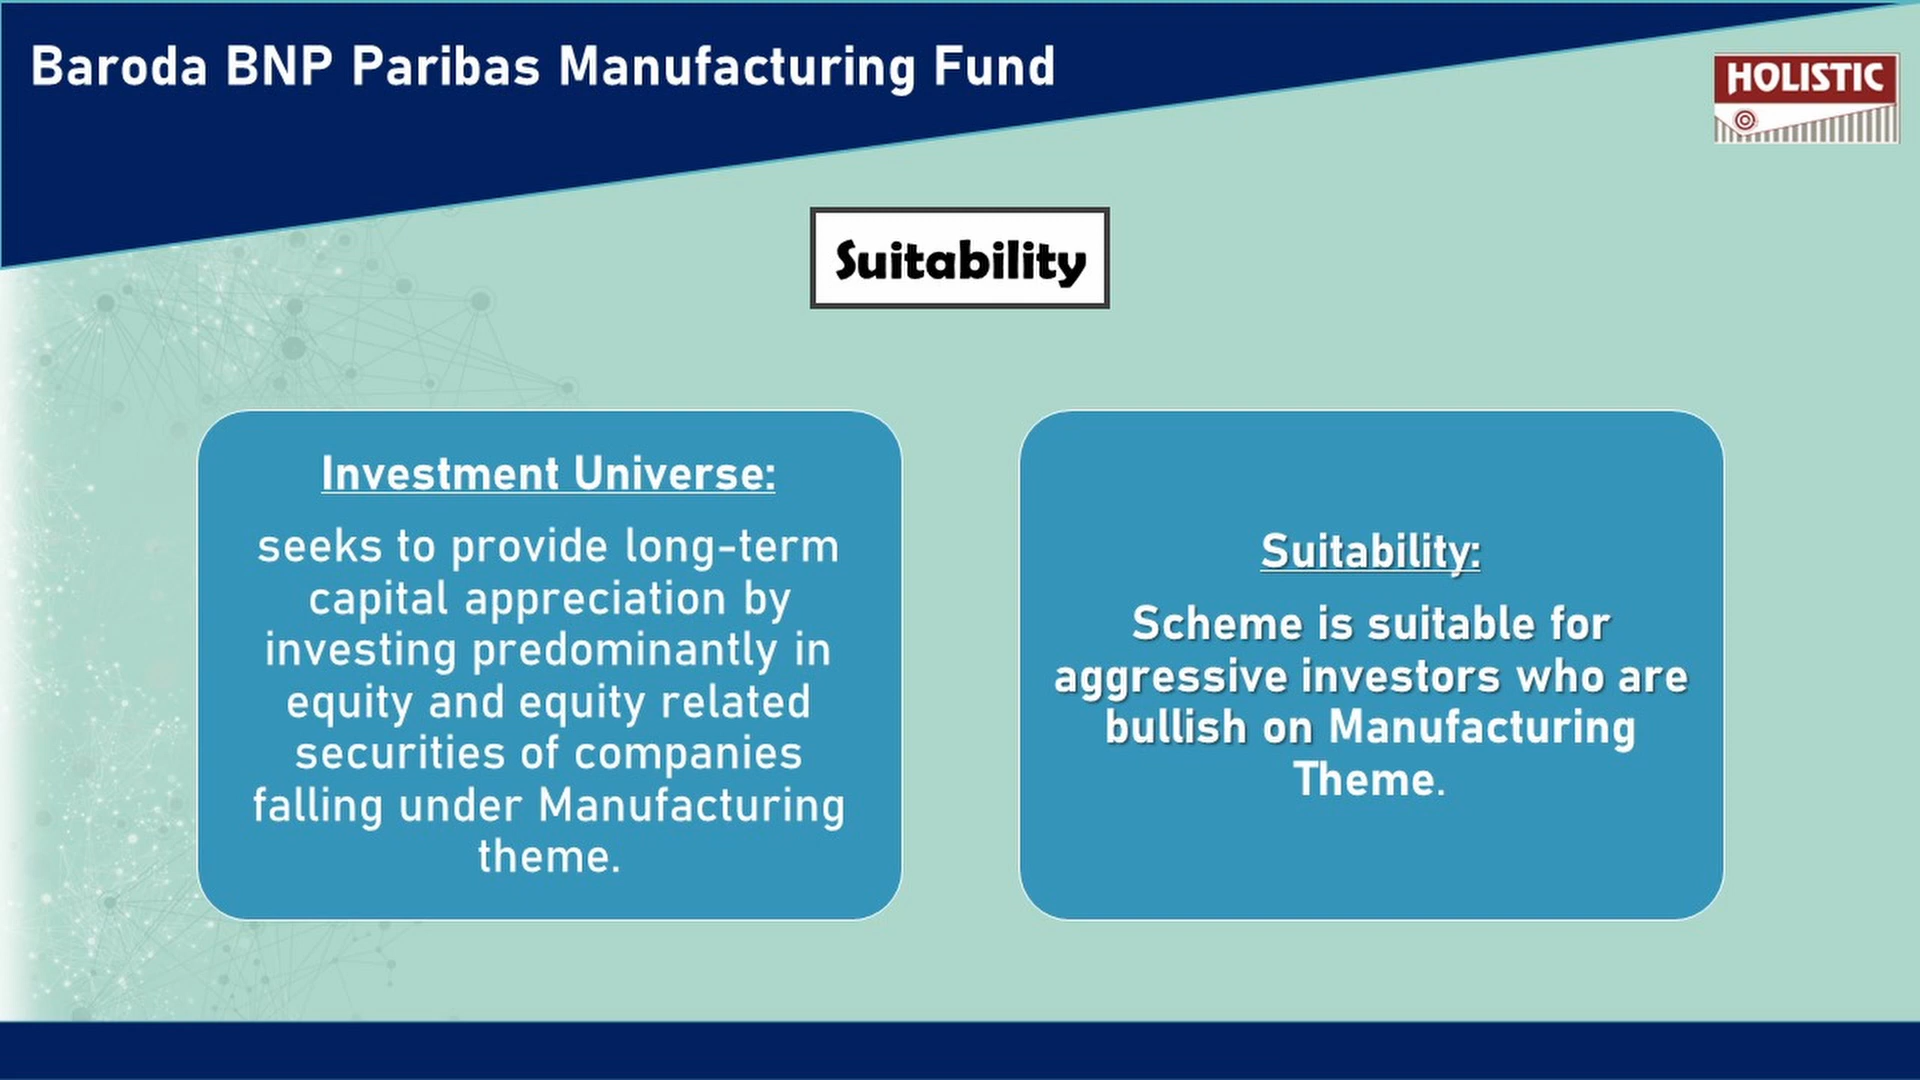 Baroda BNP Paribas Manufacturing Fund
HOLISTIC
Suitability
Investment Universe:
seeks to provide long-term
capital appreciation by
investing predominantly in
equity and equity related
securities of companies
falling under Manufacturing
theme.
Suitability:
Scheme is suitable for
aggressive investors who are
bullish on Manufacturing
Theme.